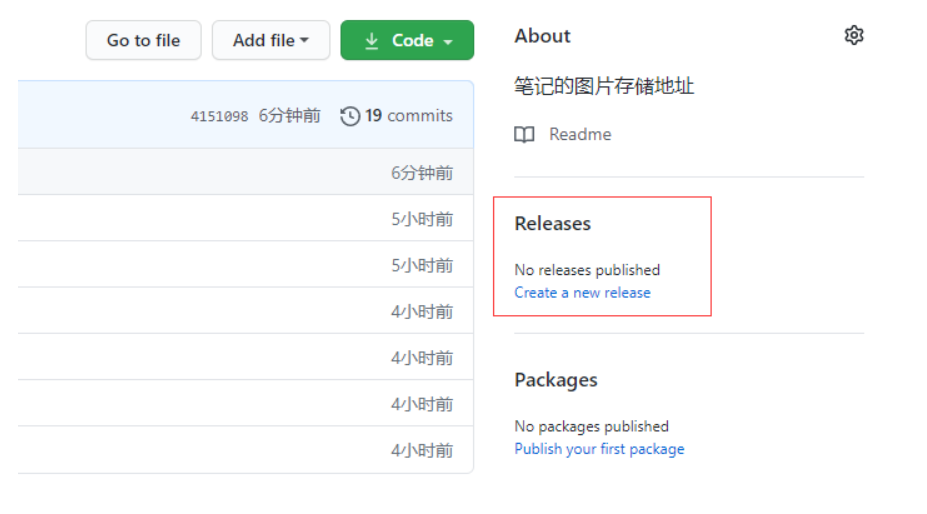 Go to file
Add file
Code
4151098 6分钟前 19 commits
6分钟前
5小时前
5小时前
4小时前
4小时前
4小时前
4小时前
About
笔记的图片存储地址
Readme
Releases
No releases published
Create a new release
Packages
No packages published
Publish your first package